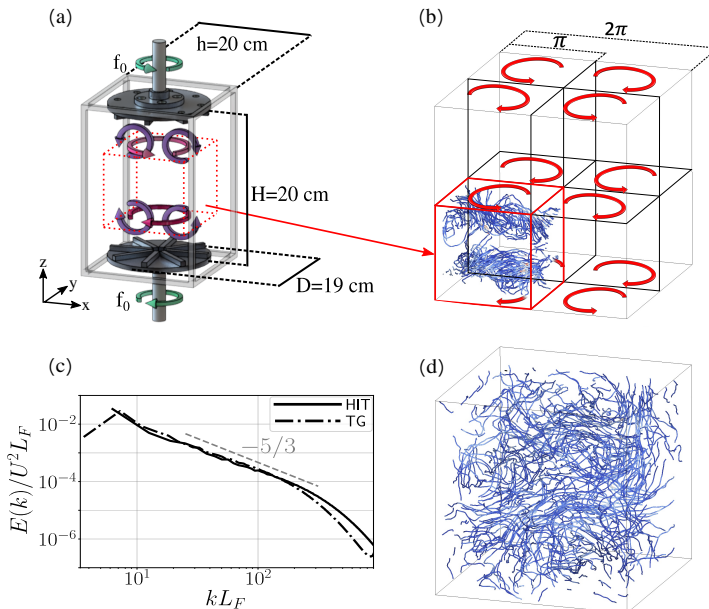 (a)
h=20 cm
f₀
H=20 cm
D=19 cm
f₀
z
y
x
(b)
2π
π
(c)
HIT
TG
−5/3
E(k)/U²L_F
10⁻²
10⁻⁴
10⁻⁶
10¹
10²
kL_F
(d)